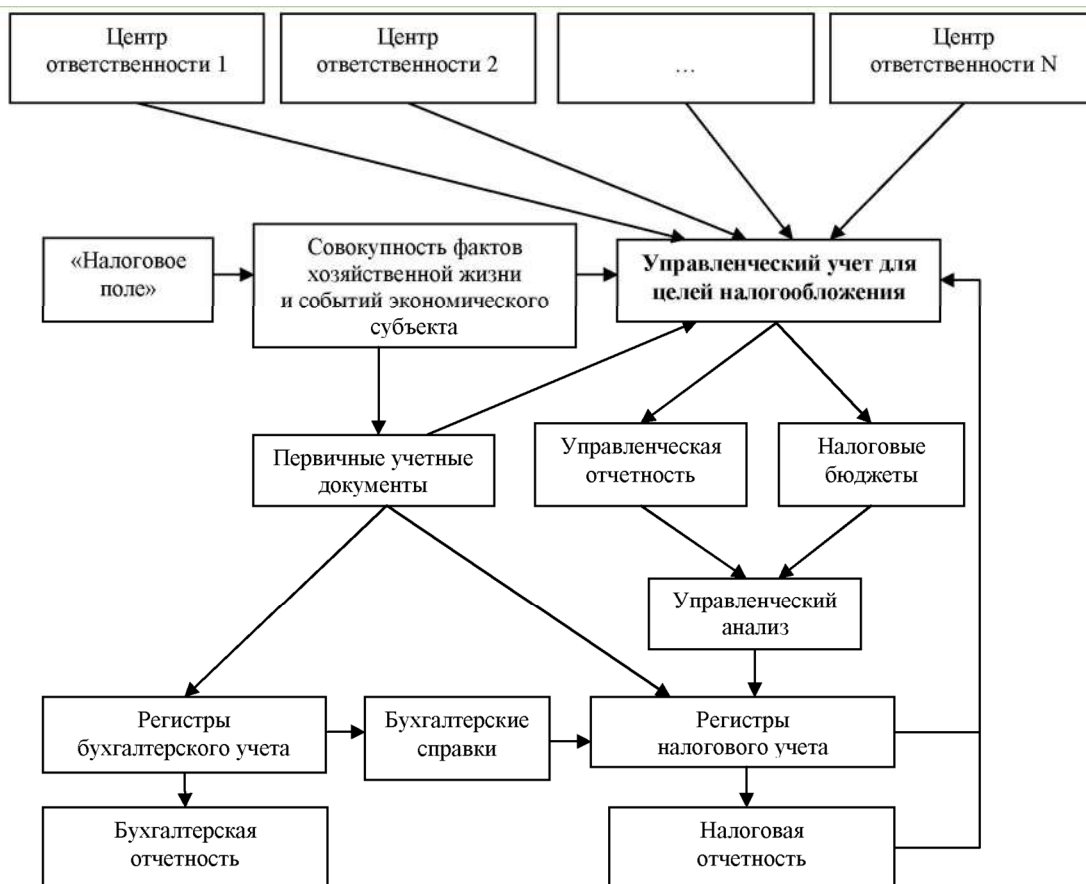 Центр
ответственности 1
Центр
ответственности 2
…
Центр
ответственности N
«Налоговое
поле»
Совокупность фактов
хозяйственной жизни
и событий экономического
субъекта
Управленческий учет для
целей налогообложения
Первичные учетные
документы
Управленческая
отчетность
Налоговые
бюджеты
Управленческий
анализ
Регистры
бухгалтерского учета
Бухгалтерские
справки
Регистры
налогового учета
Бухгалтерская
отчетность
Налоговая
отчетность